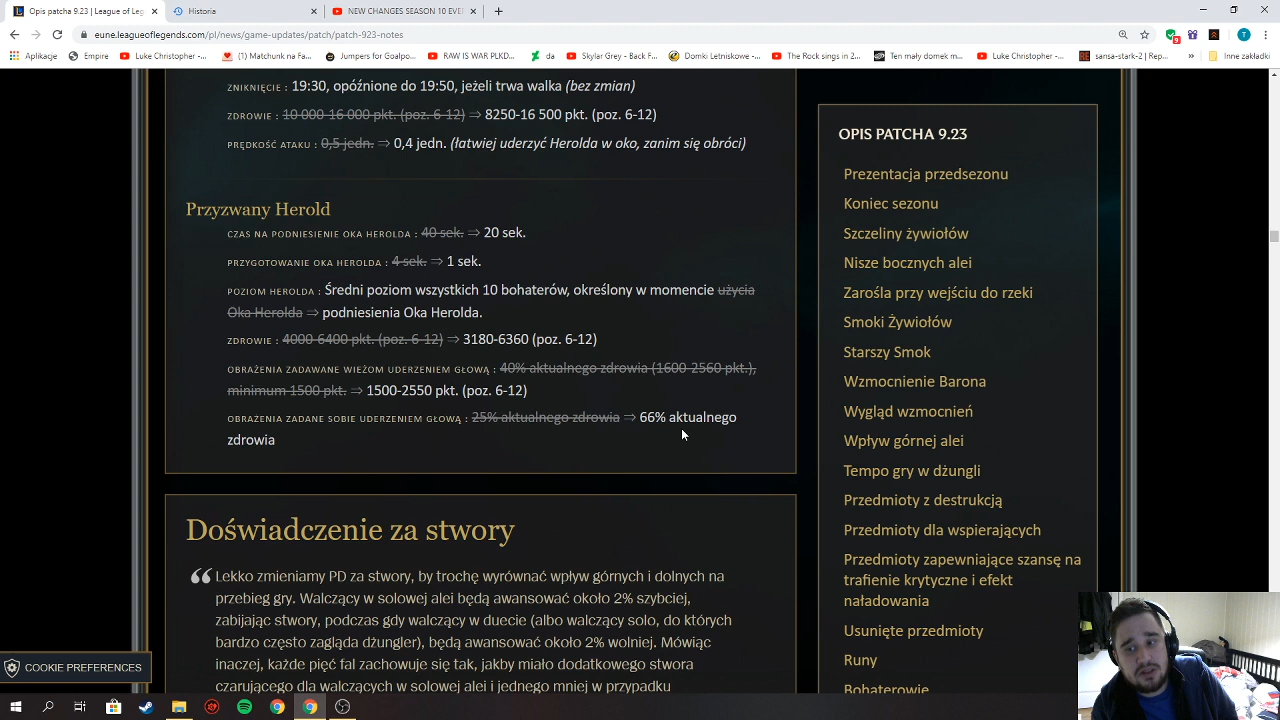 Opis patcha 9.23 | League of Leg
Historia
NEW CHANGES SEASON 10 EVE
eune.leagueoflegends.com/pl/news/game-updates/patch/patch-923-notes
Aplikacje
Empire
Luke Christopher -...
Matchunk na Fa...
Jumpers for Goalpo...
RAW IS WAR PLKD...
da
Skylar Grey - Back F...
Domki Letniskowe -...
Luke Christopher -...
The Rock sings in 2...
Ten mały domek m...
Luke Christopher -...
sansa-stark-2 | Rep...
»
Inne zakładki
ZNIKNIĘCIE : 19:30, opóźnione do 19:50, jeżeli trwa walka (bez zmian)
ZDROWIE : 10 000-16 000 pkt. (poz. 6-12) ⇒ 8250-16 500 pkt. (poz. 6-12)
PRĘDKOŚĆ ATAKU : 0,5 jedn. ⇒ 0,4 jedn. (łatwiej uderzyć Herolda w oko, zanim się obróci)
Przyzwany Herold
CZAS NA PODNIESIENIE OKA HEROLDA : 40 sek. ⇒ 20 sek.
PRZYGOTOWANIE OKA HEROLDA : 4 sek. ⇒ 1 sek.
POZIOM HEROLDA : Średni poziom wszystkich 10 bohaterów, określony w momencie użycia
Oka Herolda ⇒ podniesienia Oka Herolda.
ZDROWIE : 4000-6400 pkt. (poz. 6-12) ⇒ 3180-6360 (poz. 6-12)
OBRAŻENIA ZADAWANE WIEŻOM UDERZENIEM GŁOWĄ : 40% aktualnego zdrowia (1600-2560 pkt.),
minimum 1500 pkt. ⇒ 1500-2550 pkt. (poz. 6-12)
OBRAŻENIA ZADANE SOBIE UDERZENIEM GŁOWĄ : 25% aktualnego zdrowia ⇒ 66% aktualnego
zdrowia
Doświadczenie za stwory
Lekko zmieniamy PD za stwory, by trochę wyrównać wpływ górnych i dolnych na
przebieg gry. Walczący w solowej alei będą awansować około 2% szybciej,
zabijając stwory, podczas gdy walczący w duecie (albo walczący solo, do których
bardzo często zagląda dżungler), będą awansować około 2% wolniej. Mówiąc
inaczej, każde pięć fal zachowuje się tak, jakby miało dodatkowego stwora
czarującego dla walczących w solowej alei i jednego mniej w przypadku
OPIS PATCHA 9.23
Prezentacja przedsezonu
Koniec sezonu
Szczeliny żywiołów
Nisze bocznych alei
Zarośla przy wejściu do rzeki
Smoki Żywiołów
Starszy Smok
Wzmocnienie Barona
Wygląd wzmocnień
Wpływ górnej alei
Tempo gry w dżungli
Przedmioty z destrukcją
Przedmioty dla wspierających
Przedmioty zapewniające szansę na
trafienie krytyczne i efekt
naładowania
Usunięte przedmioty
Runy
Bohaterowie
COOKIE PREFERENCES